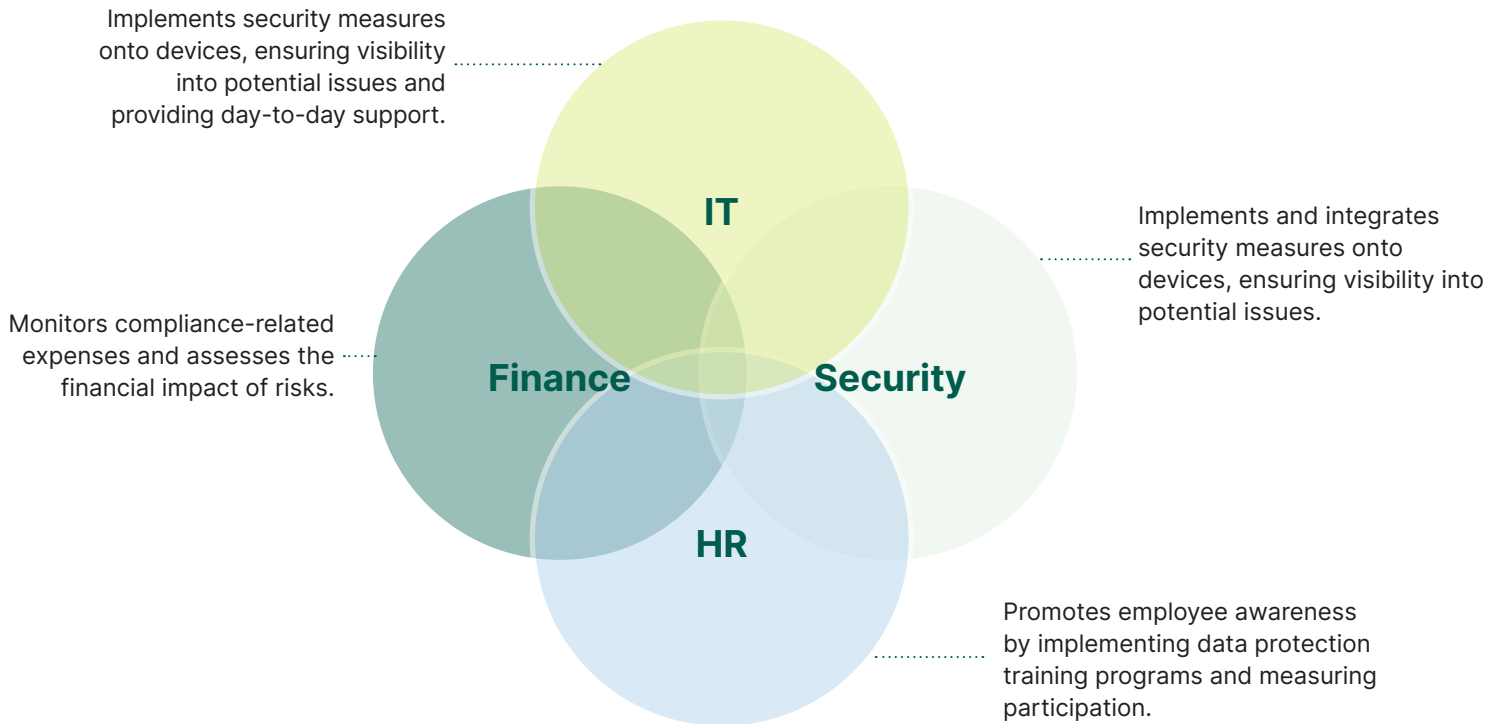 Implements security measures
onto devices, ensuring visibility
into potential issues and
providing day-to-day support.
IT
Implements and integrates
security measures onto
devices, ensuring visibility into
potential issues.
Monitors compliance-related
expenses and assesses the
financial impact of risks.
Finance
Security
HR
Promotes employee awareness
by implementing data protection
training programs and measuring
participation.